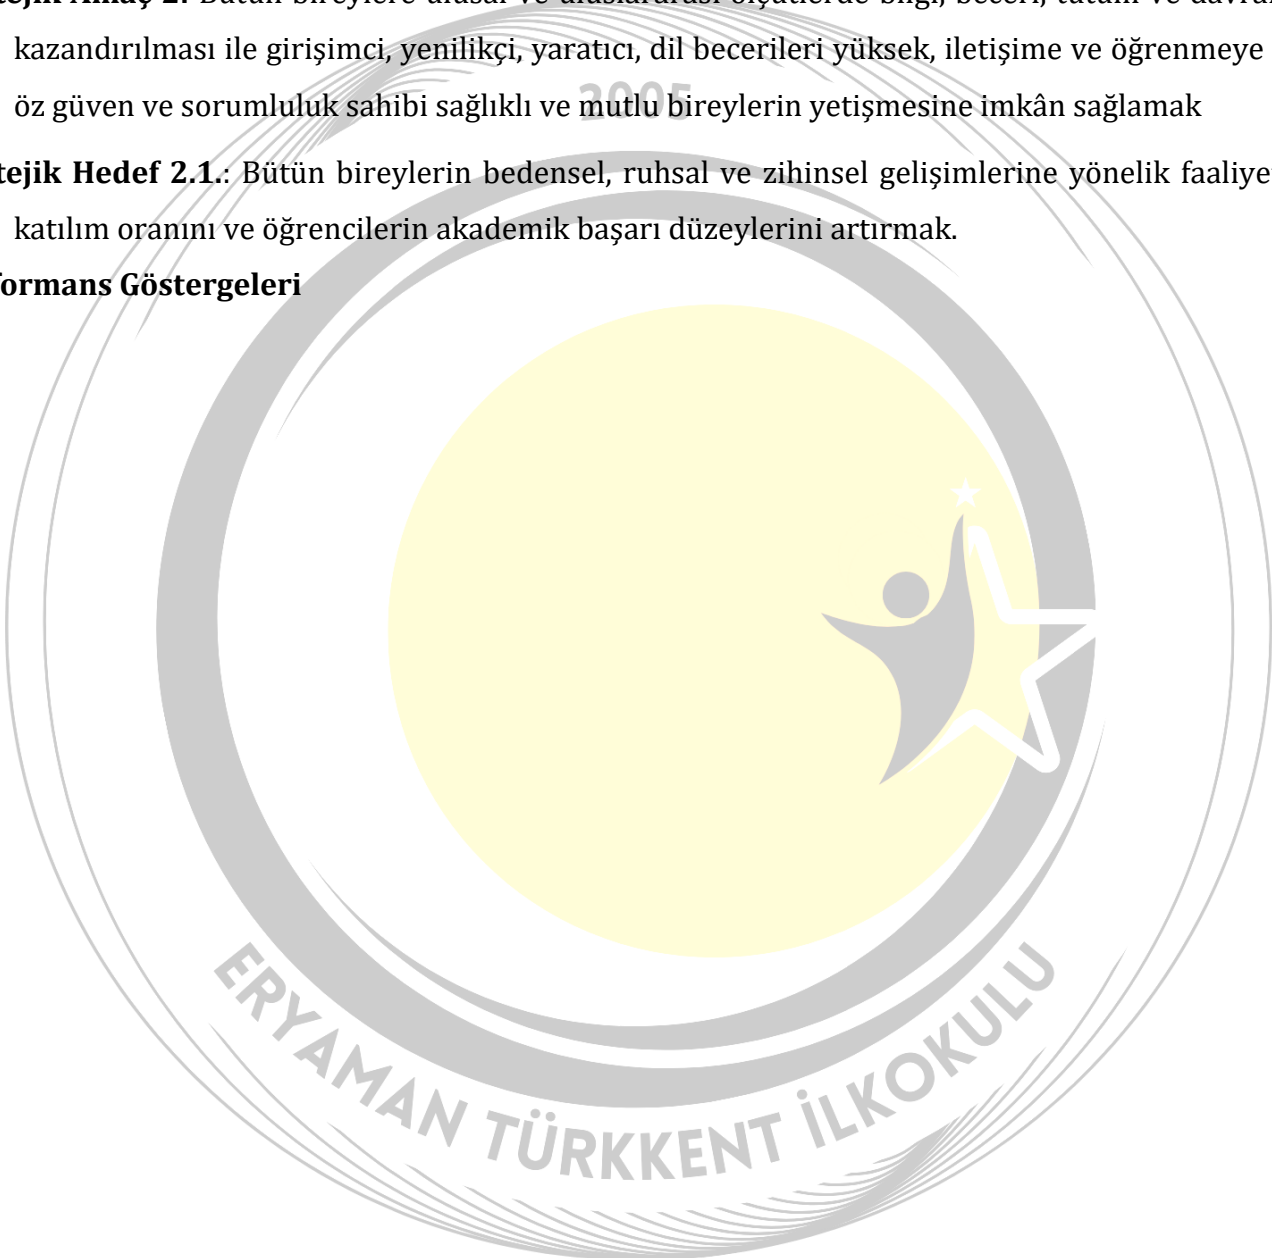 tejik Amaç 2: Bütün bireylere ulusal ve uluslararası ölçütlerde bilgi, beceri, tutum ve davran
kazandırılması ile girişimci, yenilikçi, yaratıcı, dil becerileri yüksek, iletişime ve öğrenmeye
öz güven ve sorumluluk sahibi sağlıklı ve mutlu bireylerin yetişmesine imkân sağlamak
2005
tejik Hedef 2.1.: Bütün bireylerin bedensel, ruhsal ve zihinsel gelişimlerine yönelik faaliye
katılım oranını ve öğrencilerin akademik başarı düzeylerini artırmak.
formans Göstergeleri
ERYAMAN TÜRKKENT İLKOKULU